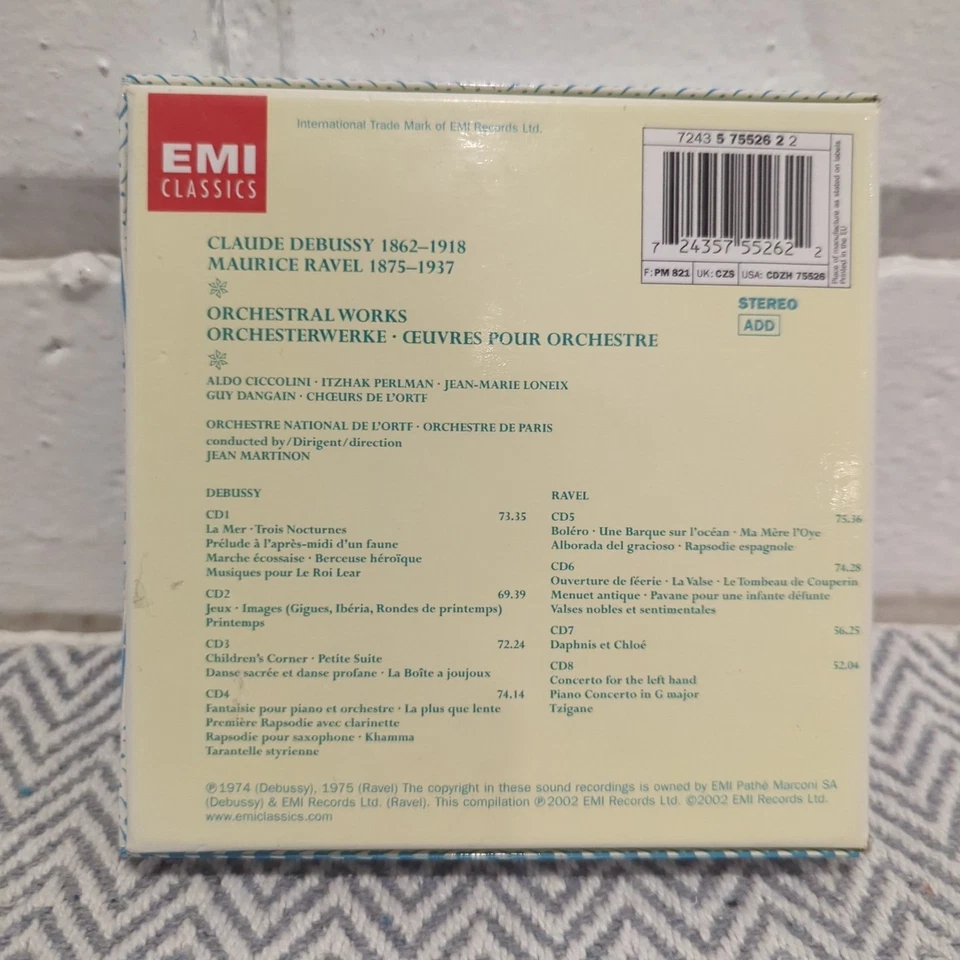 EMI
CLASSICS
International Trade Mark of EMI Records Ltd.
7243 5 75526 2 2
7 24357 55262 2
F: PM 821 UK: CZS USA: CDZH 75526
Place of manufacture as stated on labels
Printed in the EU
STEREO
ADD
CLAUDE DEBUSSY 1862–1918
MAURICE RAVEL 1875–1937
ORCHESTRAL WORKS
ORCHESTERWERKE · ŒUVRES POUR ORCHESTRE
ALDO CICCOLINI · ITZHAK PERLMAN · JEAN-MARIE LONEIX
GUY DANGAIN · CHŒURS DE L'ORTF
ORCHESTRE NATIONAL DE L'ORTF · ORCHESTRE DE PARIS
conducted by/Dirigent/direction
JEAN MARTINON
DEBUSSY
CD1 73.35
La Mer · Trois Nocturnes
Prélude à l'après-midi d'un faune
Marche écossaise · Berceuse héroïque
Musiques pour Le Roi Lear
CD2 69.39
Jeux · Images (Gigues, Ibéria, Rondes de printemps)
Printemps
CD3 72.24
Children's Corner · Petite Suite
Danse sacrée et danse profane · La Boîte a joujoux
CD4 74.14
Fantaisie pour piano et orchestre · La plus que lente
Première Rapsodie avec clarinette
Rapsodie pour saxophone · Khamma
Tarantelle styrienne
RAVEL
CD5 75.36
Boléro · Une Barque sur l'océan · Ma Mère l'Oye
Alborada del gracioso · Rapsodie espagnole
CD6 74.28
Ouverture de féerie · La Valse · Le Tombeau de Couperin
Menuet antique · Pavane pour une infante défunte
Valses nobles et sentimentales
CD7 56.25
Daphnis et Chloé
CD8 52.04
Concerto for the left hand
Piano Concerto in G major
Tzigane
℗1974 (Debussy), 1975 (Ravel) The copyright in these sound recordings is owned by EMI Pathé Marconi SA
(Debussy) & EMI Records Ltd. (Ravel). This compilation ℗2002 EMI Records Ltd. ©2002 EMI Records Ltd.
www.emiclassics.com